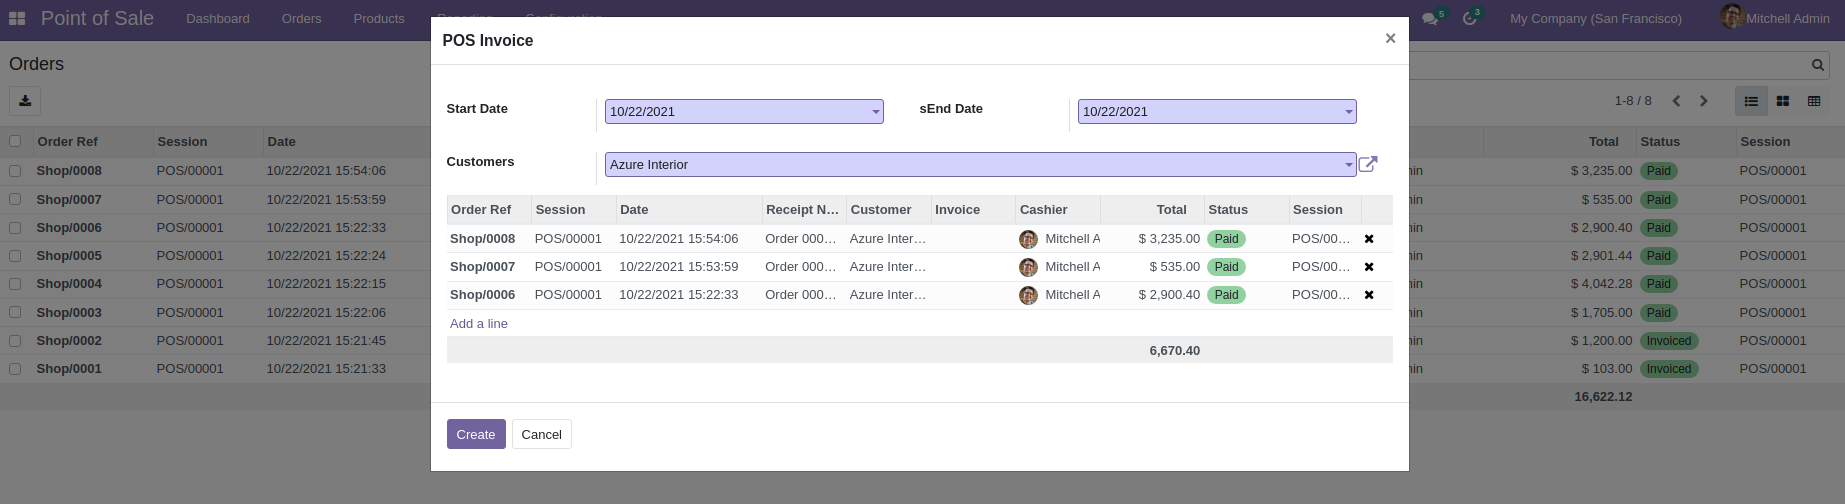 Point of Sale Dashboard Orders Products Reporting Configuration 5 3 My Company (San Francisco) Mitchell Admin
POS Invoice ×
Orders
1-8 / 8
Start Date 10/22/2021 sEnd Date 10/22/2021
Customers Azure Interior
Order Ref Session Date Receipt N... Customer Invoice Cashier Total Status Session
Shop/0008 POS/00001 10/22/2021 15:54:06 Order 000... Azure Inter... Mitchell A $ 3,235.00 Paid POS/00...
Shop/0007 POS/00001 10/22/2021 15:53:59 Order 000... Azure Inter... Mitchell A $ 535.00 Paid POS/00...
Shop/0006 POS/00001 10/22/2021 15:22:33 Order 000... Azure Inter... Mitchell A $ 2,900.40 Paid POS/00...
Add a line
6,670.40
Create Cancel
Order Ref Session Date Total Status Session
Shop/0008 POS/00001 10/22/2021 15:54:06 min $ 3,235.00 Paid POS/00001
Shop/0007 POS/00001 10/22/2021 15:53:59 min $ 535.00 Paid POS/00001
Shop/0006 POS/00001 10/22/2021 15:22:33 min $ 2,900.40 Paid POS/00001
Shop/0005 POS/00001 10/22/2021 15:22:24 min $ 2,901.44 Paid POS/00001
Shop/0004 POS/00001 10/22/2021 15:22:15 min $ 4,042.28 Paid POS/00001
Shop/0003 POS/00001 10/22/2021 15:22:06 min $ 1,705.00 Paid POS/00001
Shop/0002 POS/00001 10/22/2021 15:21:45 min $ 1,200.00 Invoiced POS/00001
Shop/0001 POS/00001 10/22/2021 15:21:33 min $ 103.00 Invoiced POS/00001
16,622.12